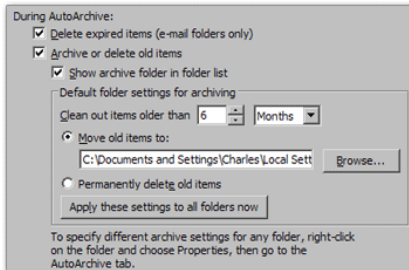 During AutoArchive:
Delete expired items (e-mail folders only)
Archive or delete old items
Show archive folder in folder list
Default folder settings for archiving
Clean out items older than 6 Months
Move old items to:
C:\Documents and Settings\Charles\Local Sett Browse...
Permanently delete old items
Apply these settings to all folders now
To specify different archive settings for any folder, right-click
on the folder and choose Properties, then go to the
AutoArchive tab.